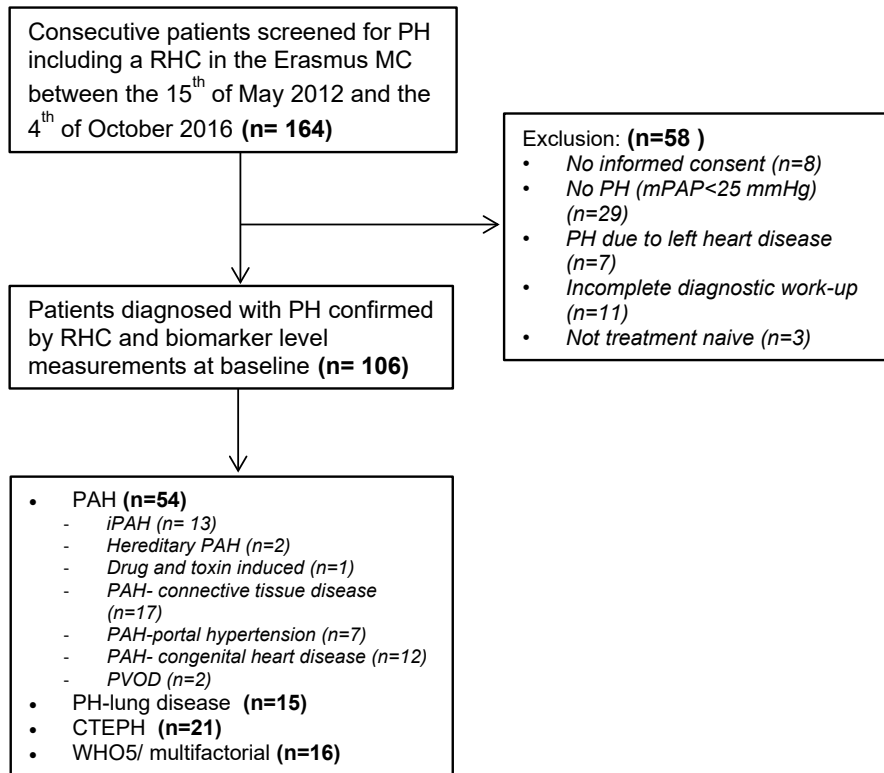 Consecutive patients screened for PH
including a RHC in the Erasmus MC
between the 15th of May 2012 and the
4th of October 2016 (n= 164)
Exclusion: (n=58 )
• No informed consent (n=8)
• No PH (mPAP<25 mmHg)
(n=29)
• PH due to left heart disease
(n=7)
• Incomplete diagnostic work-up
(n=11)
• Not treatment naive (n=3)
Patients diagnosed with PH confirmed
by RHC and biomarker level
measurements at baseline (n= 106)
• PAH (n=54)
- iPAH (n= 13)
- Hereditary PAH (n=2)
- Drug and toxin induced (n=1)
- PAH- connective tissue disease
(n=17)
- PAH-portal hypertension (n=7)
- PAH- congenital heart disease (n=12)
- PVOD (n=2)
• PH-lung disease (n=15)
• CTEPH (n=21)
• WHO5/ multifactorial (n=16)